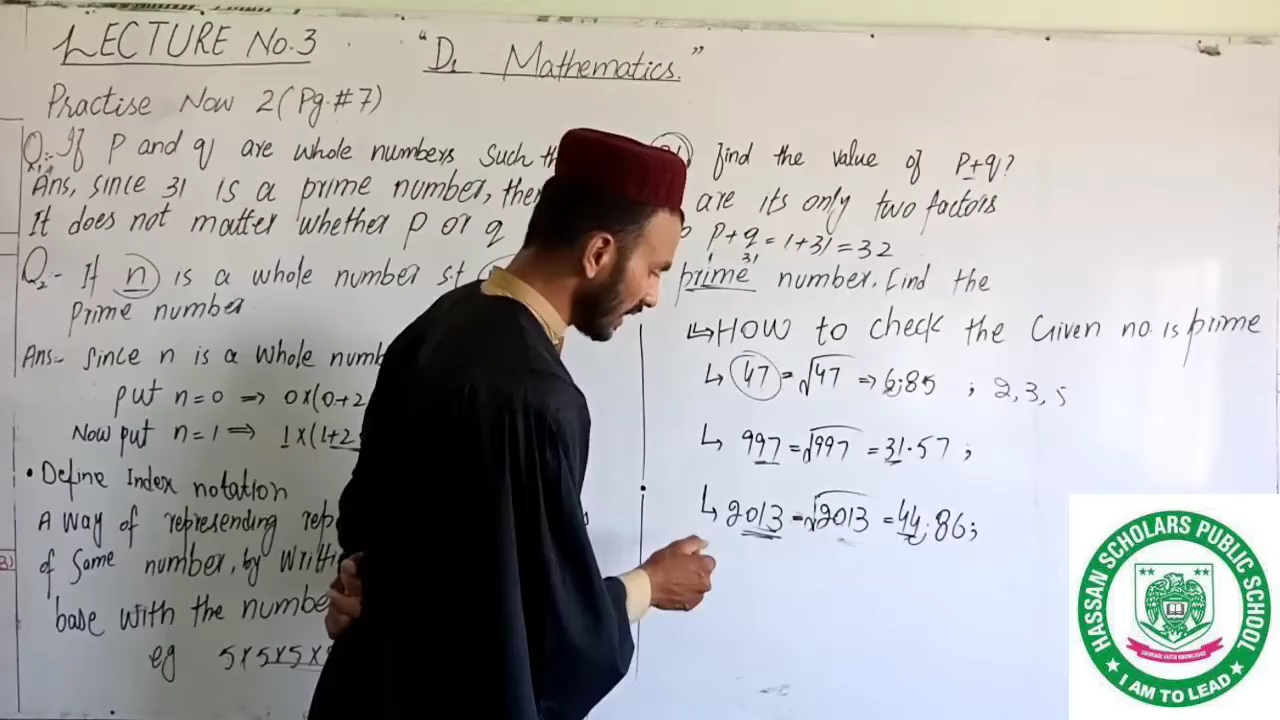 LECTURE No.3
"D1 Mathematics."
Practise Now 2 (Pg.#7)
Q1:- If P and q are whole numbers such th find the value of P+q?
Ans, since 31 is a prime number, then are its only two factors
It does not matter whether P or q P+q = 1+31 = 32
1 31
Q2:- If n is a whole number s.t prime number. Find the
Prime number
Ans:- Since n is a whole numb
put n=0 => 0x(0+2
Now put n=1 => 1x(1+2
• Define Index notation
A way of represending rep
of same number, by writti
base with the numbe
eg 5x5x5x
↳ HOW to check the Given no. is prime
↳ 47 = √47 => 6.85 ; 2, 3, 5
↳ 997 = √997 = 31.57 ;
↳ 2013 = √2013 = 44.86 ;
HASSAN SCHOLARS PUBLIC SCHOOL
★ I AM TO LEAD ★